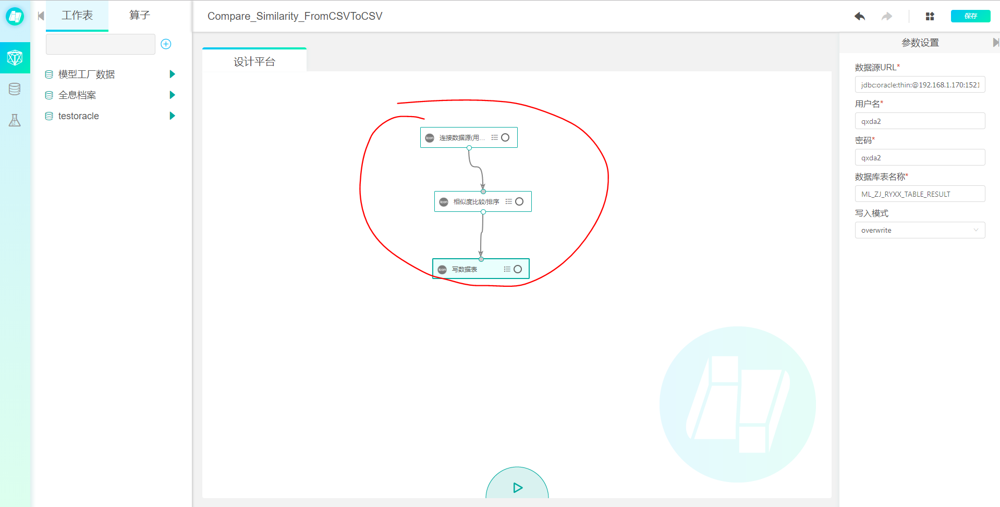 工作表
算子
Compare_Similarity_FromCSVToCSV
保存
模型工厂数据
全息档案
testoracle
设计平台
icon 连接数据源(用...
icon 相似度比较/排序
icon 写数据表
参数设置
数据源URL*
jdbc:oracle:thin:@192.168.1.170:1521
用户名*
qxda2
密码*
qxda2
数据库表名称*
ML_ZJ_RYXX_TABLE_RESULT
写入模式
overwrite